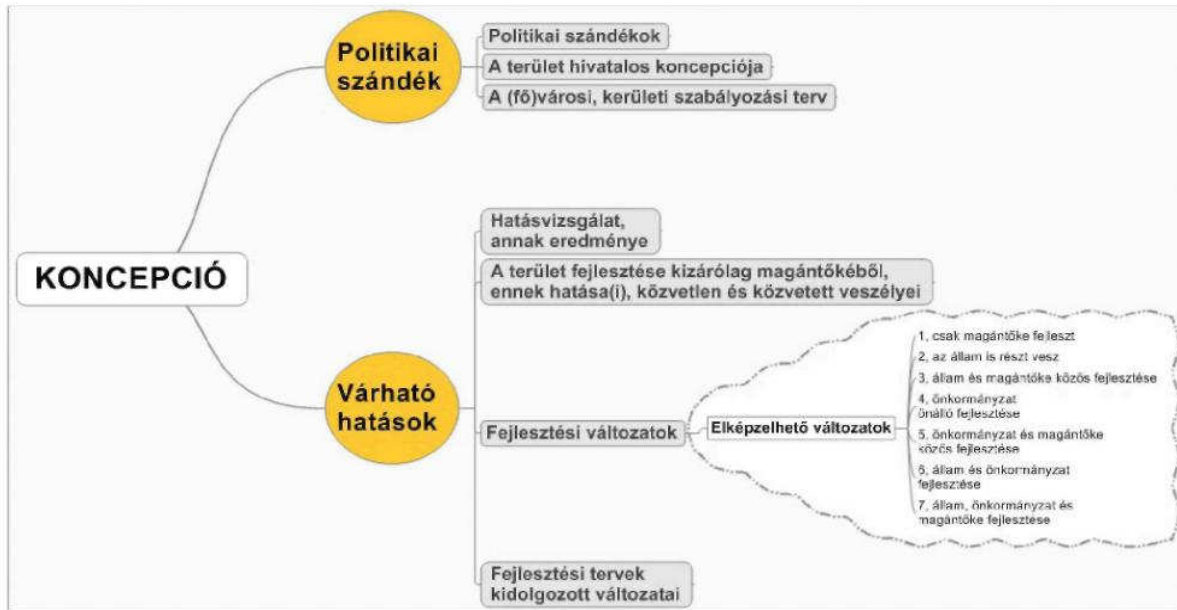 KONCEPCIÓ
Politikai
szándék
Politikai szándékok
A terület hivatalos koncepciója
A (fő)városi, kerületi szabályozási terv
Várható
hatások
Hatásvizsgálat,
annak eredménye
A terület fejlesztése kizárólag magántőkéből,
ennek hatása(i), közvetlen és közvetett veszélyei
Fejlesztési változatok
Elképzelhető változatok
1, csak magántőke fejleszt
2, az állam is részt vesz
3, állam és magántőke közös fejlesztése
4, önkormányzat
önálló fejlesztése
5, önkormányzat és magántőke
közös fejlesztése
6, állam és önkormányzat
fejlesztése
7, állam, önkormányzat és
magántőke fejlesztése
Fejlesztési tervek
kidolgozott változatai